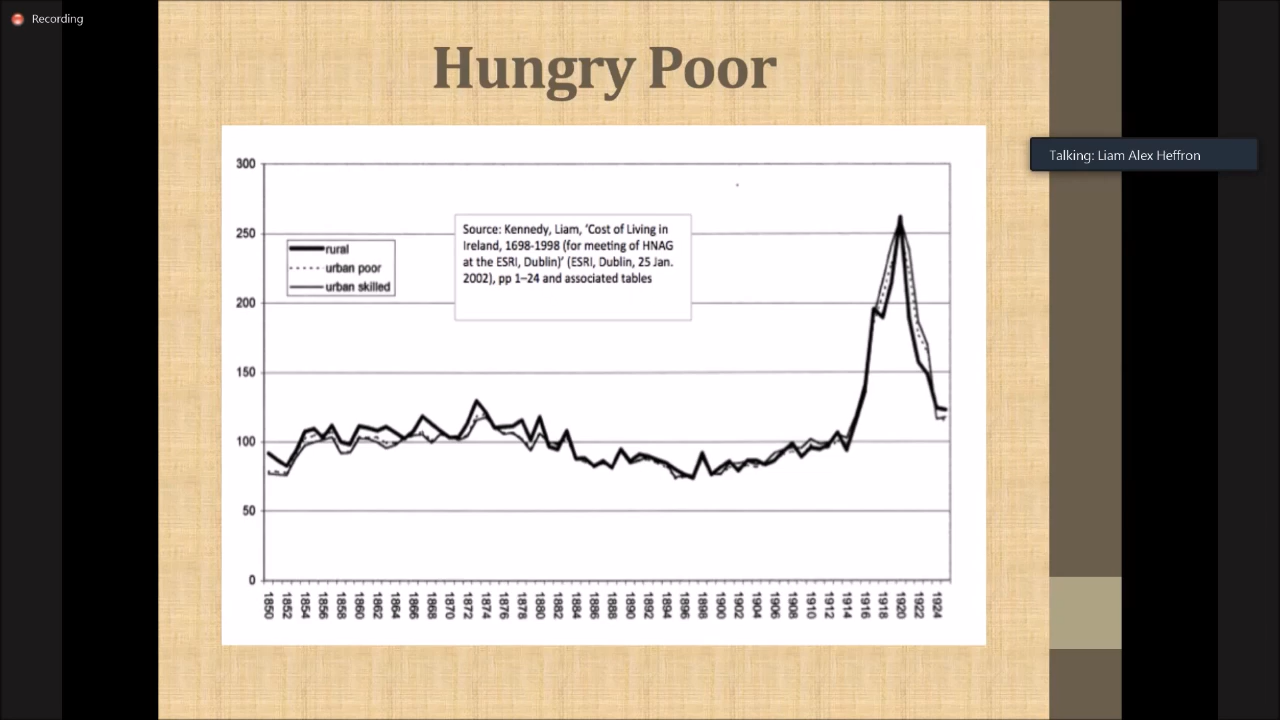 Recording
Hungry Poor
Talking: Liam Alex Heffron
300
250
200
150
100
50
0
rural
urban poor
urban skilled
Source: Kennedy, Liam, ‘Cost of Living in
Ireland, 1698-1998 (for meeting of HNAG
at the ESRI, Dublin)’ (ESRI, Dublin, 25 Jan.
2002), pp 1–24 and associated tables
1850 1852 1854 1856 1858 1860 1862 1864 1866 1868 1870 1872 1874 1876 1878 1880 1882 1884 1886 1888 1890 1892 1894 1896 1898 1900 1902 1904 1906 1908 1910 1912 1914 1916 1918 1920 1922 1924